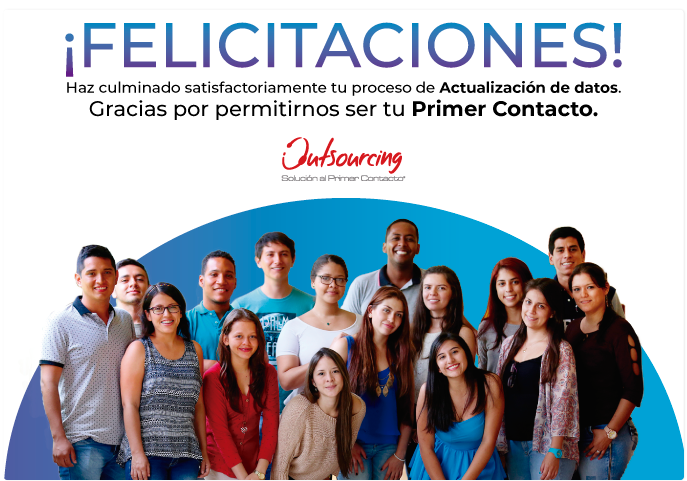 ¡FELICITACIONES!
Haz culminado satisfactoriamente tu proceso de Actualización de datos.
Gracias por permitirnos ser tu Primer Contacto.
Outsourcing
Solución al Primer Contacto®